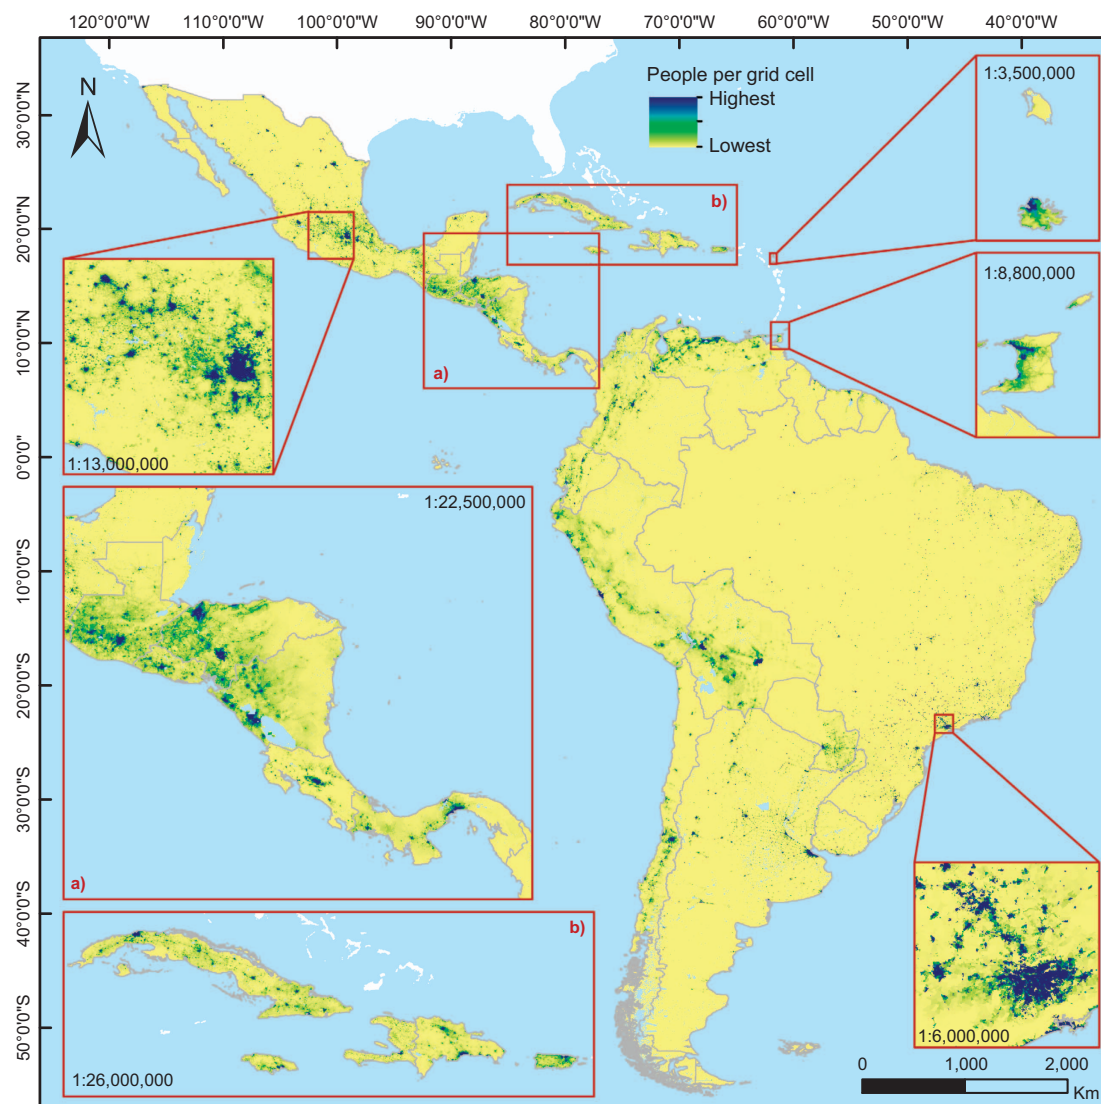 120°0'0"W 110°0'0"W 100°0'0"W 90°0'0"W 80°0'0"W 70°0'0"W 60°0'0"W 50°0'0"W 40°0'0"W
30°0'0"N
20°0'0"N
10°0'0"N
0°0'0"
10°0'0"S
20°0'0"S
30°0'0"S
40°0'0"S
50°0'0"S
N
People per grid cell
Highest
Lowest
1:3,500,000
b)
1:8,800,000
a)
1:13,000,000
1:22,500,000
a)
b)
1:26,000,000
1:6,000,000
0 1,000 2,000
Km